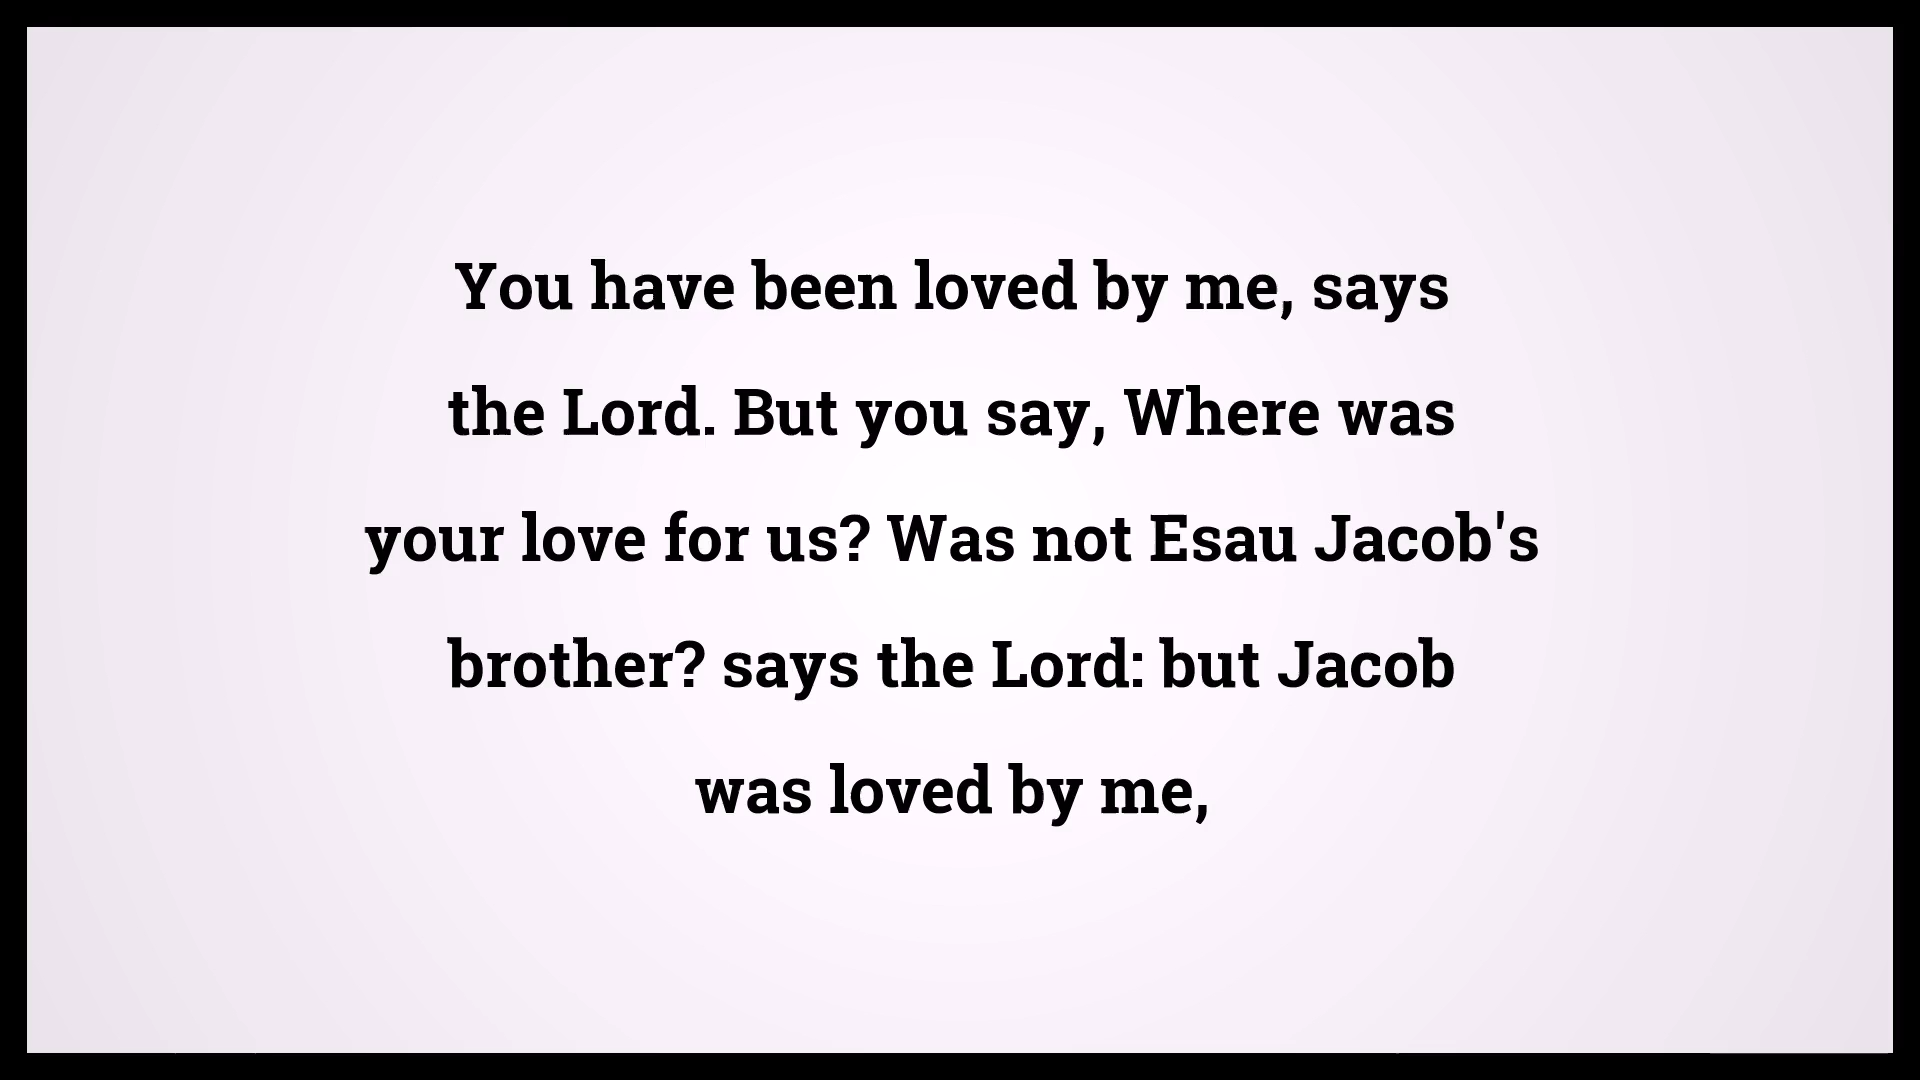 You have been loved by me, says
the Lord. But you say, Where was
your love for us? Was not Esau Jacob's
brother? says the Lord: but Jacob
was loved by me,